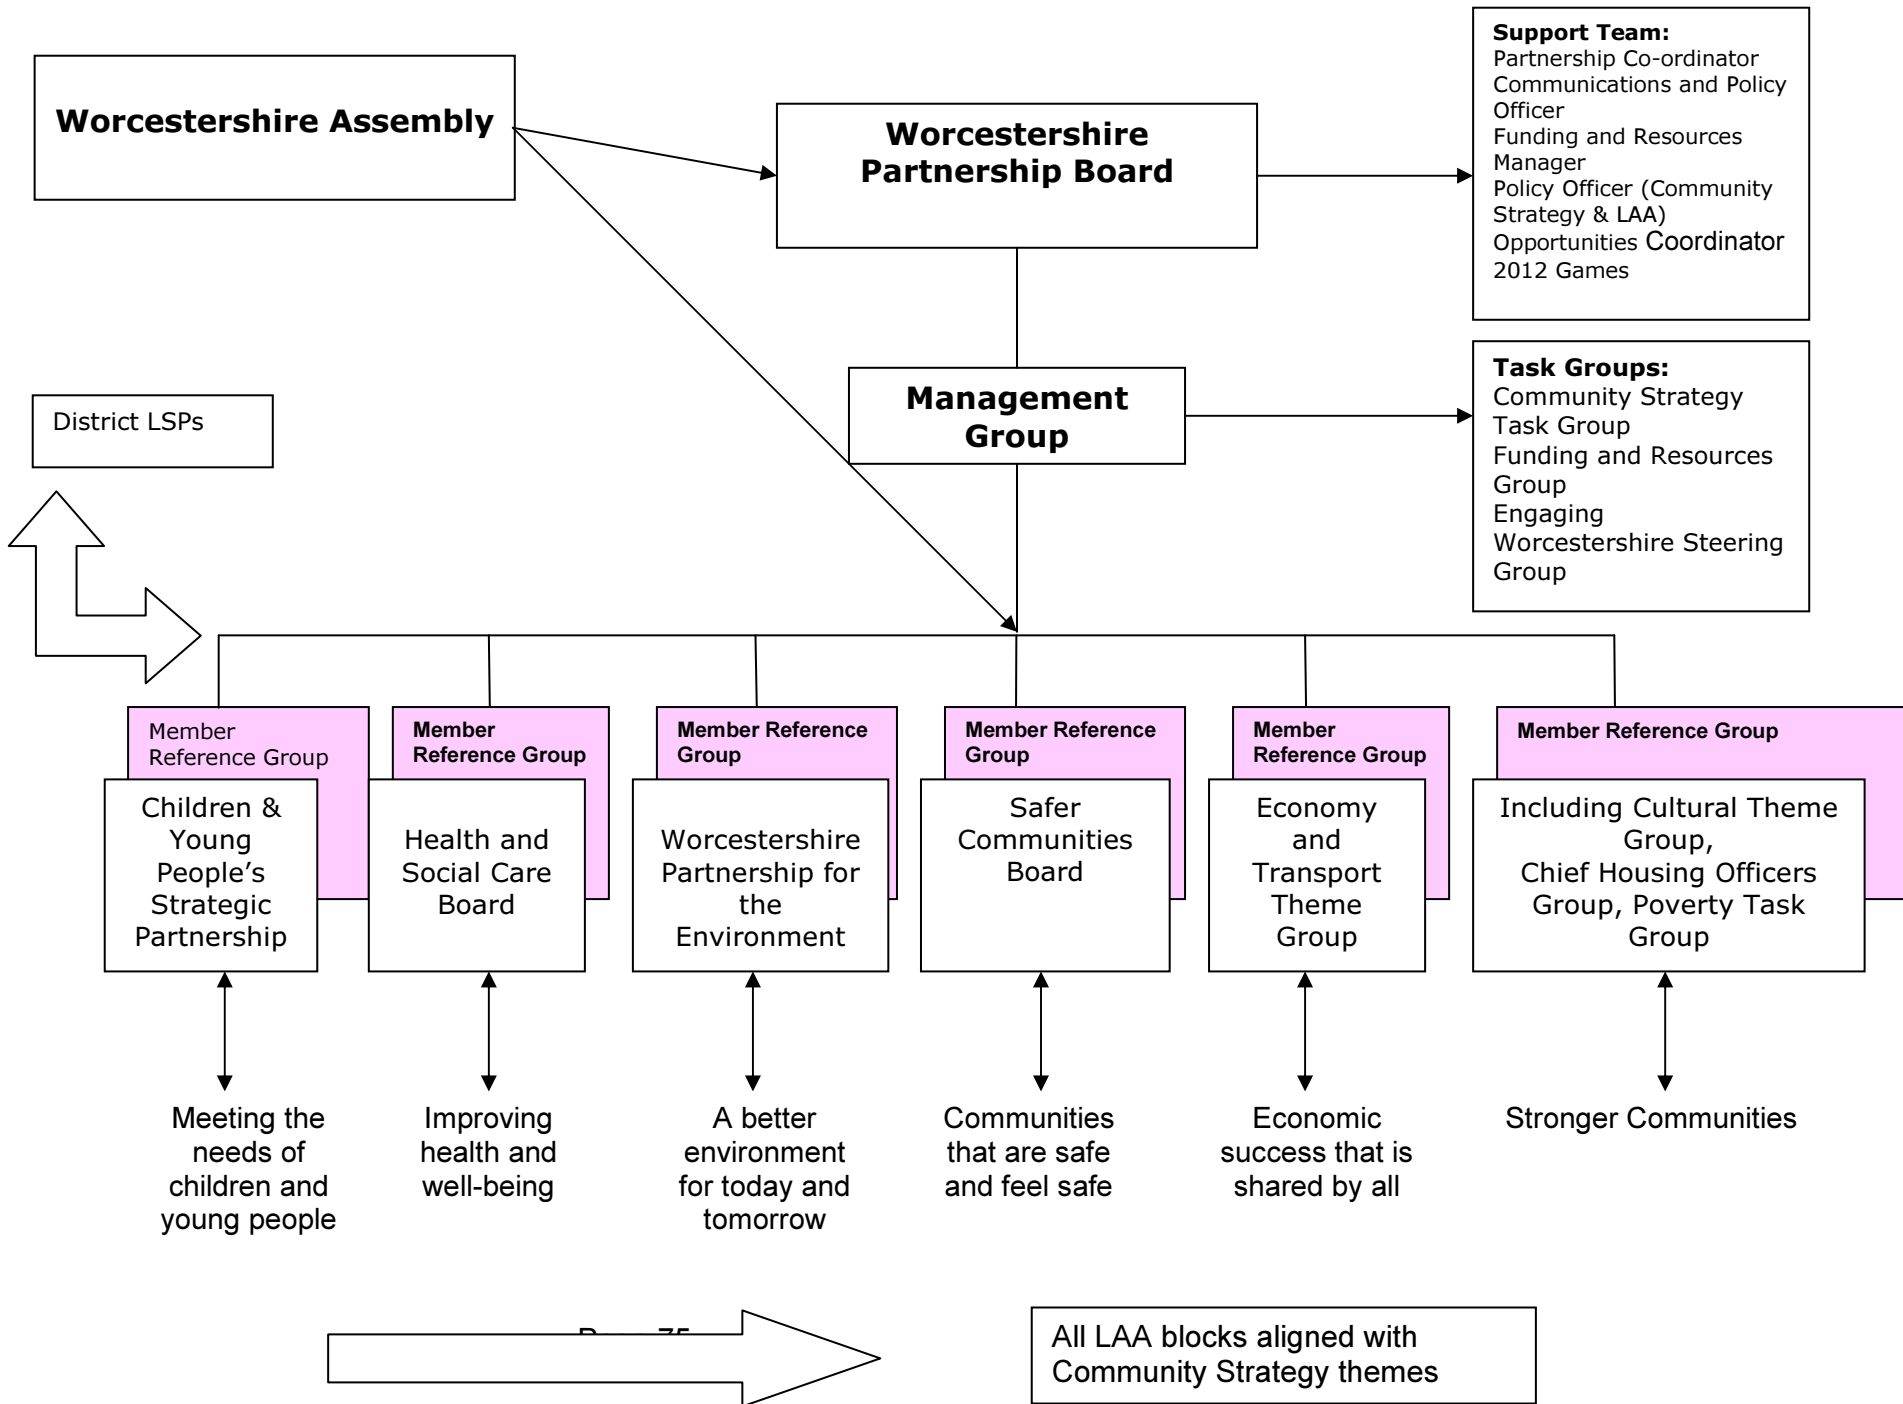 Worcestershire Assembly
Worcestershire
Partnership Board
Support Team:
Partnership Co-ordinator
Communications and Policy
Officer
Funding and Resources
Manager
Policy Officer (Community
Strategy & LAA)
Opportunities Coordinator
2012 Games
Management
Group
Task Groups:
Community Strategy
Task Group
Funding and Resources
Group
Engaging
Worcestershire Steering
Group
District LSPs
Member
Reference Group
Children &
Young
People’s
Strategic
Partnership
Member
Reference Group
Health and
Social Care
Board
Member Reference
Group
Worcestershire
Partnership for
the
Environment
Member Reference
Group
Safer
Communities
Board
Member
Reference Group
Economy
and
Transport
Theme
Group
Member Reference Group
Including Cultural Theme
Group,
Chief Housing Officers
Group, Poverty Task
Group
Meeting the
needs of
children and
young people
Improving
health and
well-being
A better
environment
for today and
tomorrow
Communities
that are safe
and feel safe
Economic
success that is
shared by all
Stronger Communities
All LAA blocks aligned with
Community Strategy themes